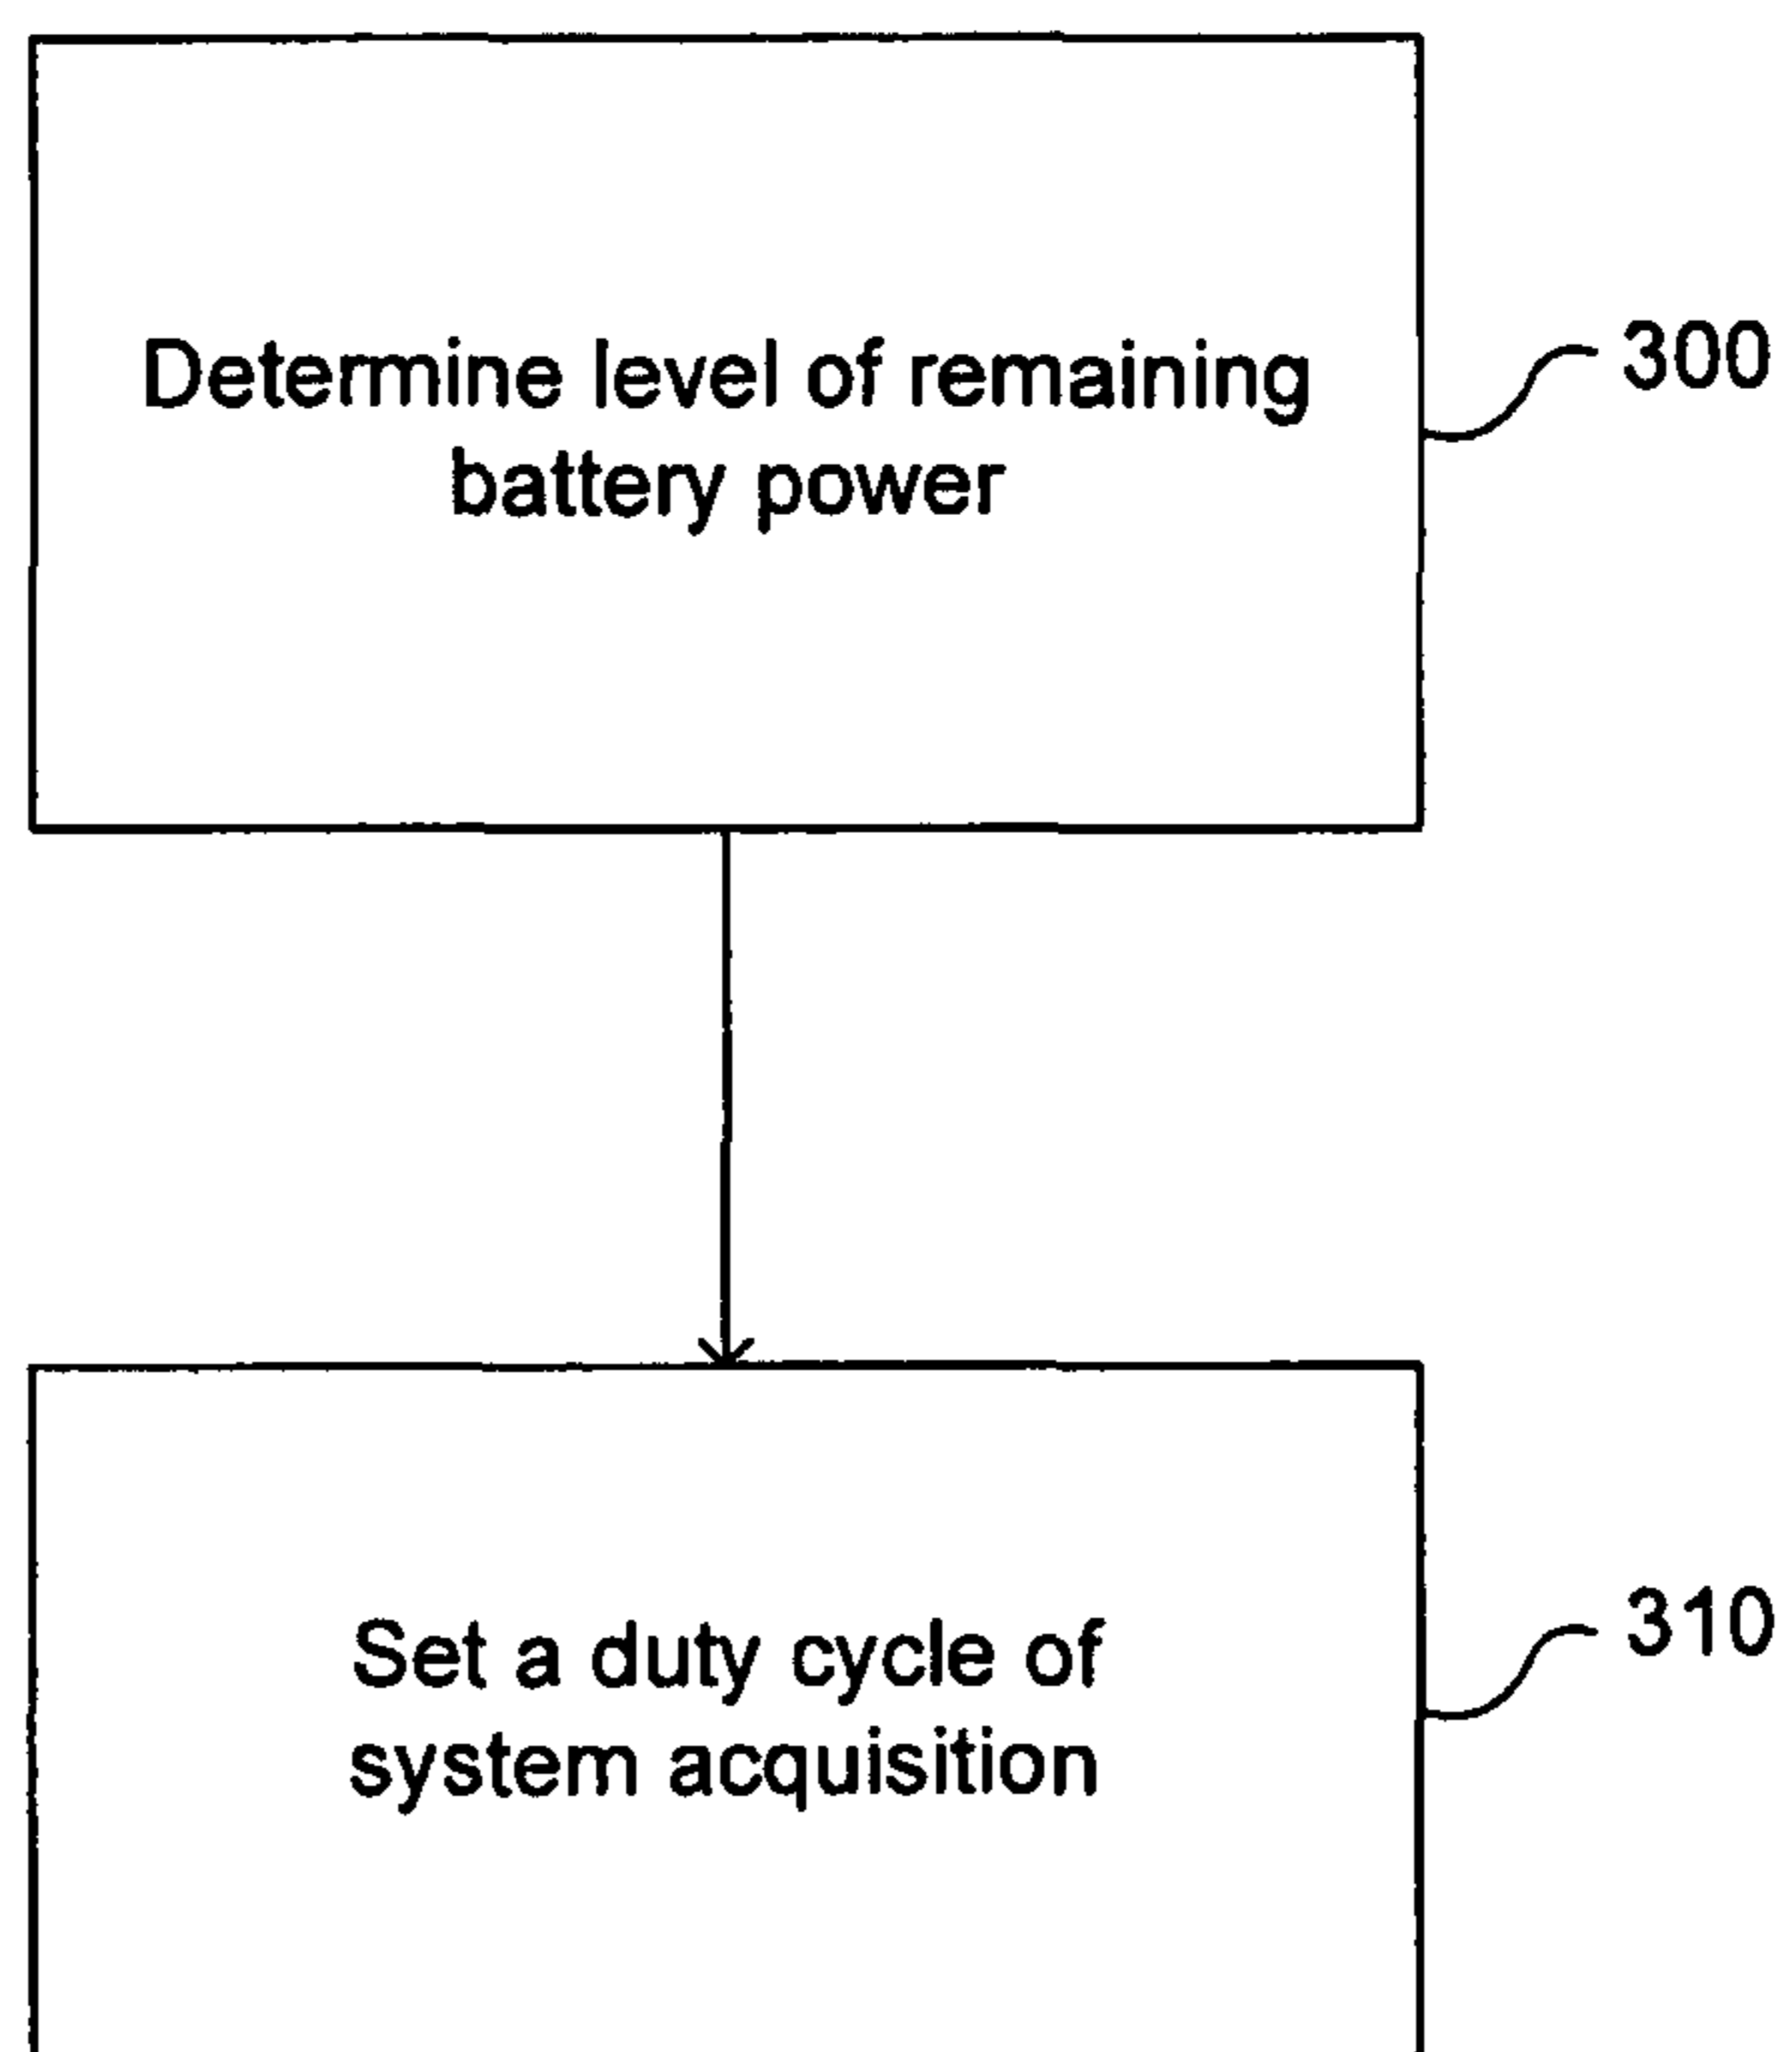 Determine level of remaining
battery power
300
Set a duty cycle of
system acquisition
310